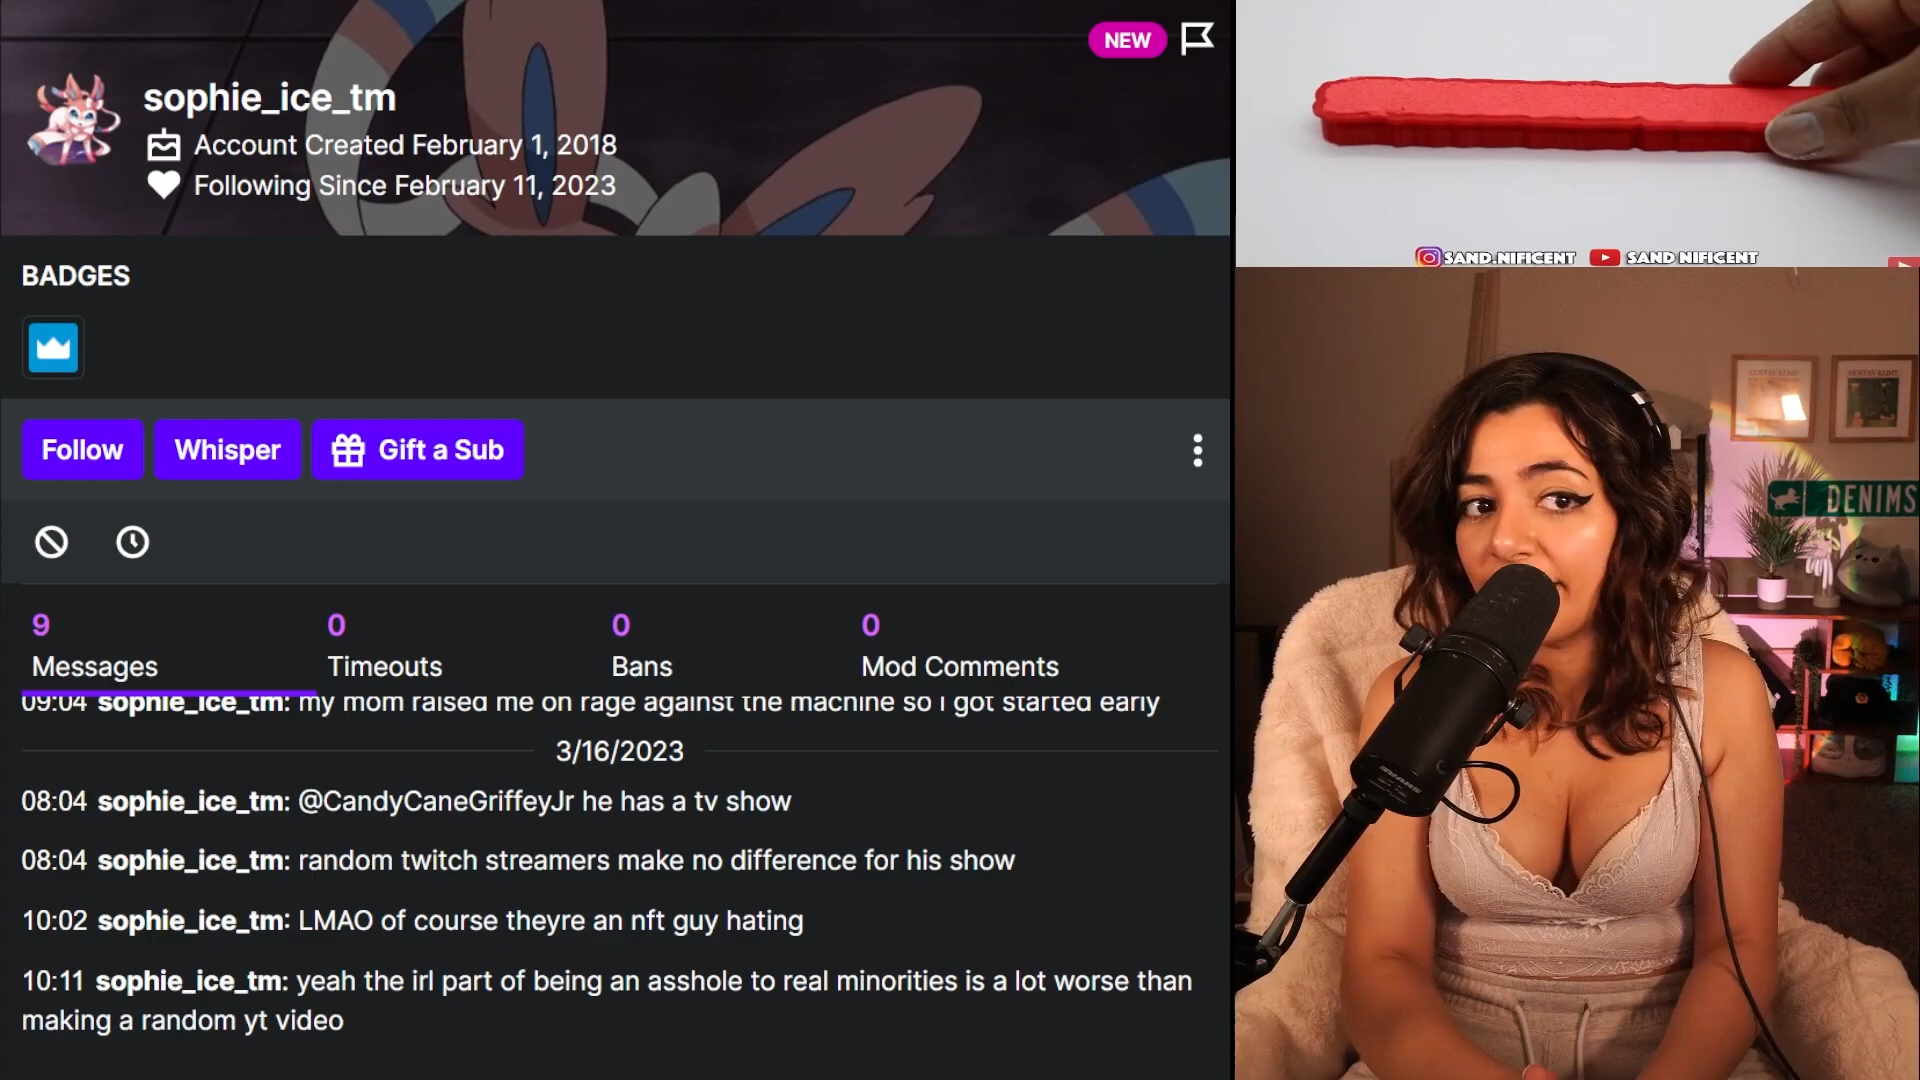 NEW
sophie_ice_tm
Account Created February 1, 2018
Following Since February 11, 2023
BADGES
Follow
Whisper
Gift a Sub
9
Messages
0
Timeouts
0
Bans
0
Mod Comments
09:04 sophie_ice_tm: my mom raised me on rage against the machine so i got started early
3/16/2023
08:04 sophie_ice_tm: @CandyCaneGriffeyJr he has a tv show
08:04 sophie_ice_tm: random twitch streamers make no difference for his show
10:02 sophie_ice_tm: LMAO of course theyre an nft guy hating
10:11 sophie_ice_tm: yeah the irl part of being an asshole to real minorities is a lot worse than
making a random yt video
SAND.NIFICENT
SAND NIFICENT
GUSTAV KLIMT
GUSTAV KLIMT
DENIMS